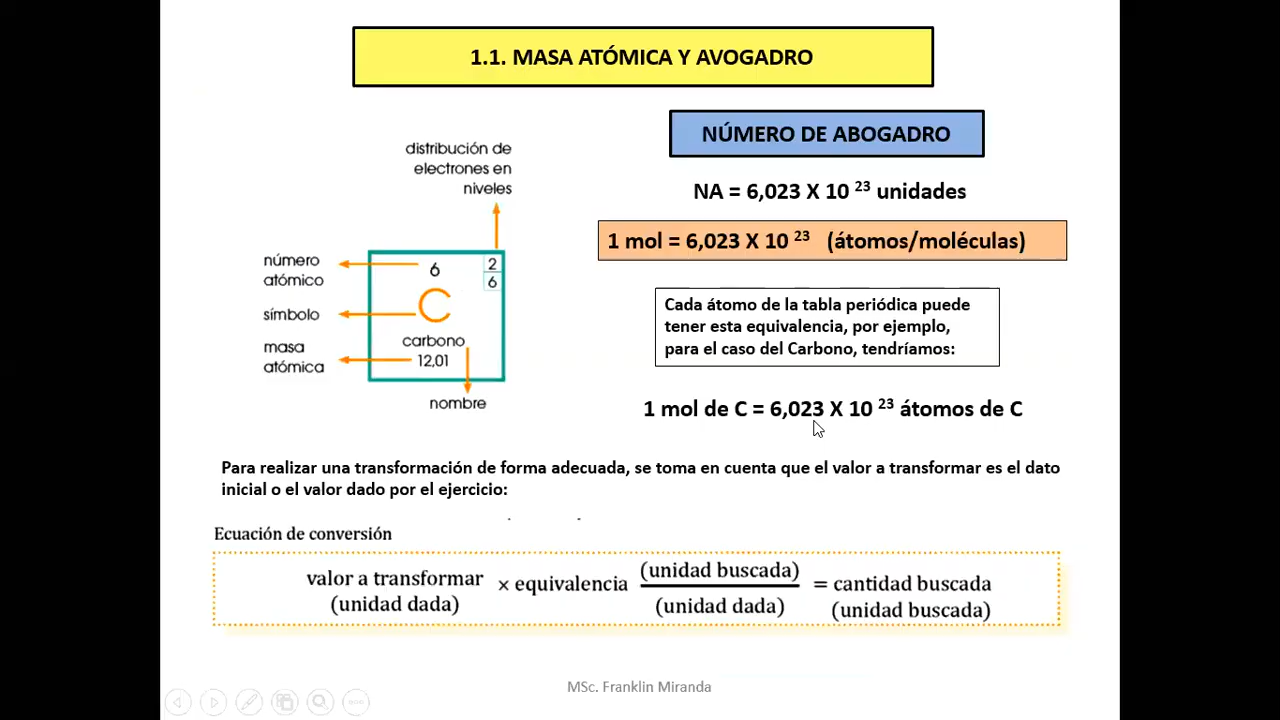 1.1. MASA ATÓMICA Y AVOGADRO
NÚMERO DE ABOGADRO
NA = 6,023 X 10 23 unidades
1 mol = 6,023 X 10 23 (átomos/moléculas)
Cada átomo de la tabla periódica puede
tener esta equivalencia, por ejemplo,
para el caso del Carbono, tendríamos:
1 mol de C = 6,023 X 10 23 átomos de C
distribución de
electrones en
niveles
número
atómico
símbolo
masa
atómica
6
2
6
C
carbono
12,01
nombre
Para realizar una transformación de forma adecuada, se toma en cuenta que el valor a transformar es el dato
inicial o el valor dado por el ejercicio:
Ecuación de conversión
valor a transformar
(unidad dada)
× equivalencia
(unidad buscada)
(unidad dada)
= cantidad buscada
(unidad buscada)
MSc. Franklin Miranda